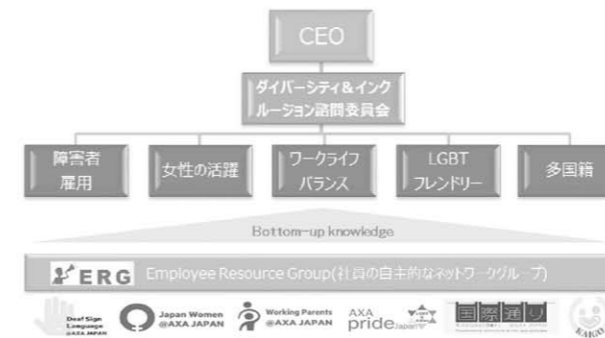 CEO
ダイバーシティ&インク
ルージョン諮問委員会
障害者
雇用
女性の活躍
ワークライフ
バランス
LGBT
フレンドリー
多国籍
Bottom-up knowledge
ERG Employee Resource Group(社員の自主的なネットワークグループ)
Deaf Sign
Language
@AXA JAPAN
Japan Women
@AXA JAPAN
Working Parents
@AXA JAPAN
AXA
prideJapan
国際通り
KAIGO